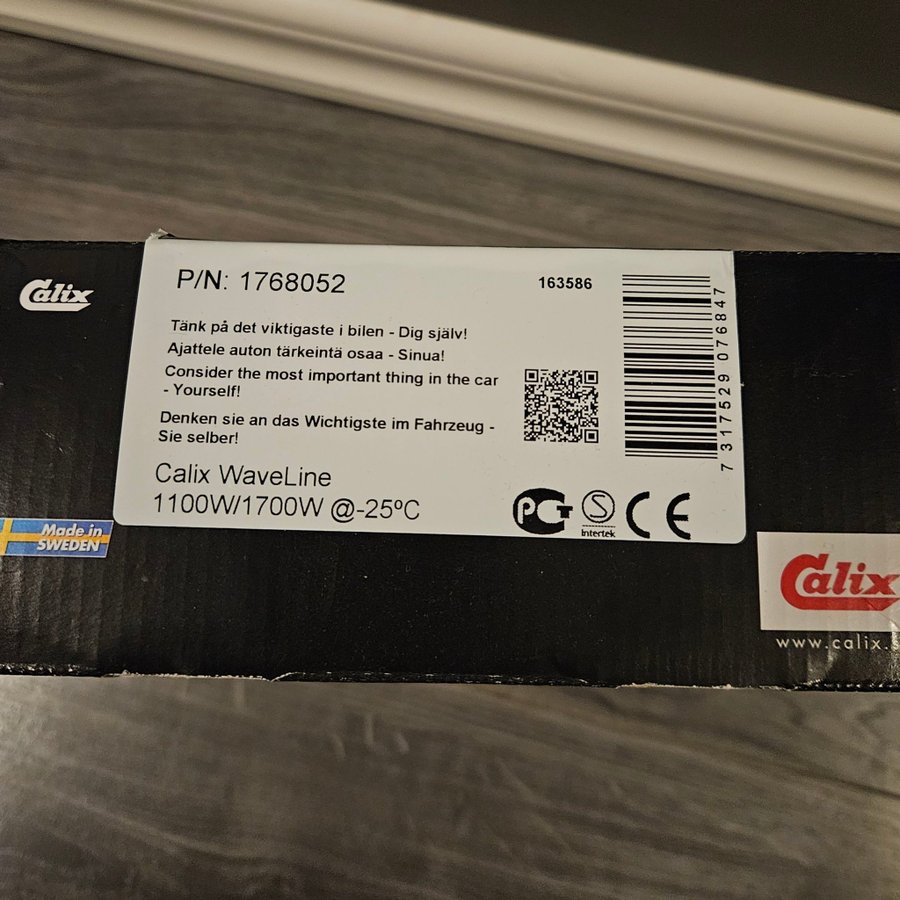 Calix
P/N: 1768052
163586
Tänk på det viktigaste i bilen - Dig själv!
Ajattele auton tärkeintä osaa - Sinua!
Consider the most important thing in the car
- Yourself!
Denken sie an das Wichtigste im Fahrzeug -
Sie selber!
Calix WaveLine
1100W/1700W @-25ºC
7 317529 076847
PCT
S
Intertek
CE
Made in
SWEDEN
Calix
www.calix.s